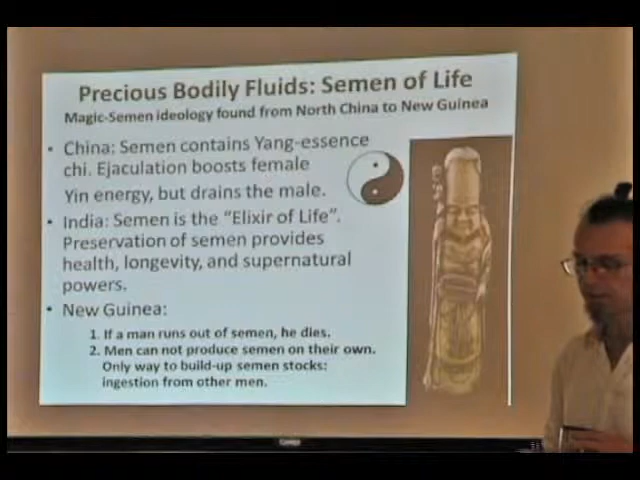 Precious Bodily Fluids: Semen of Life
Magic-Semen ideology found from North China to New Guinea
• China: Semen contains Yang-essence
chi. Ejaculation boosts female
Yin energy, but drains the male.
• India: Semen is the “Elixir of Life”.
Preservation of semen provides
health, longevity, and supernatural
powers.
• New Guinea:
1. If a man runs out of semen, he dies.
2. Men can not produce semen on their own.
Only way to build-up semen stocks:
ingestion from other men.